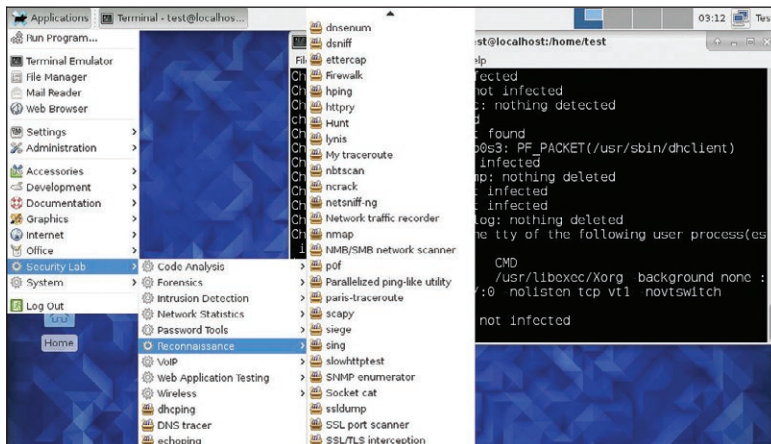 Applications
Terminal - test@localhos...
03:12
Tes
Run Program...
Terminal Emulator
File Manager
Mail Reader
Web Browser
Settings
Administration
Accessories
Development
Documentation
Graphics
Internet
Office
Security Lab
System
Log Out
Home
Code Analysis
Forensics
Intrusion Detection
Network Statistics
Password Tools
Reconnaissance
VoIP
Web Application Testing
Wireless
dhcping
DNS tracer
echoping
dnsenum
dsniff
ettercap
Firewalk
hping
httpry
Hunt
lynis
My traceroute
nbtscan
ncrack
netsniff-ng
Network traffic recorder
nmap
NMB/SMB network scanner
p0f
Parallelized ping-like utility
paris-traceroute
scapy
siege
sing
slowhttptest
SNMP enumerator
Socket cat
ssldump
SSL port scanner
SSL/TLS interception
st@localhost:/home/test
elp
fected
not infected
c: nothing detected
d
t found
p0s3: PF_PACKET(/usr/sbin/dhclient)
infected
mp: nothing deleted
t infected
t infected
log: nothing deleted
he tty of the following user process(es
CMD
/usr/libexec/Xorg -background none :
/:0 -nolisten tcp vt1 -novtswitch
not infected